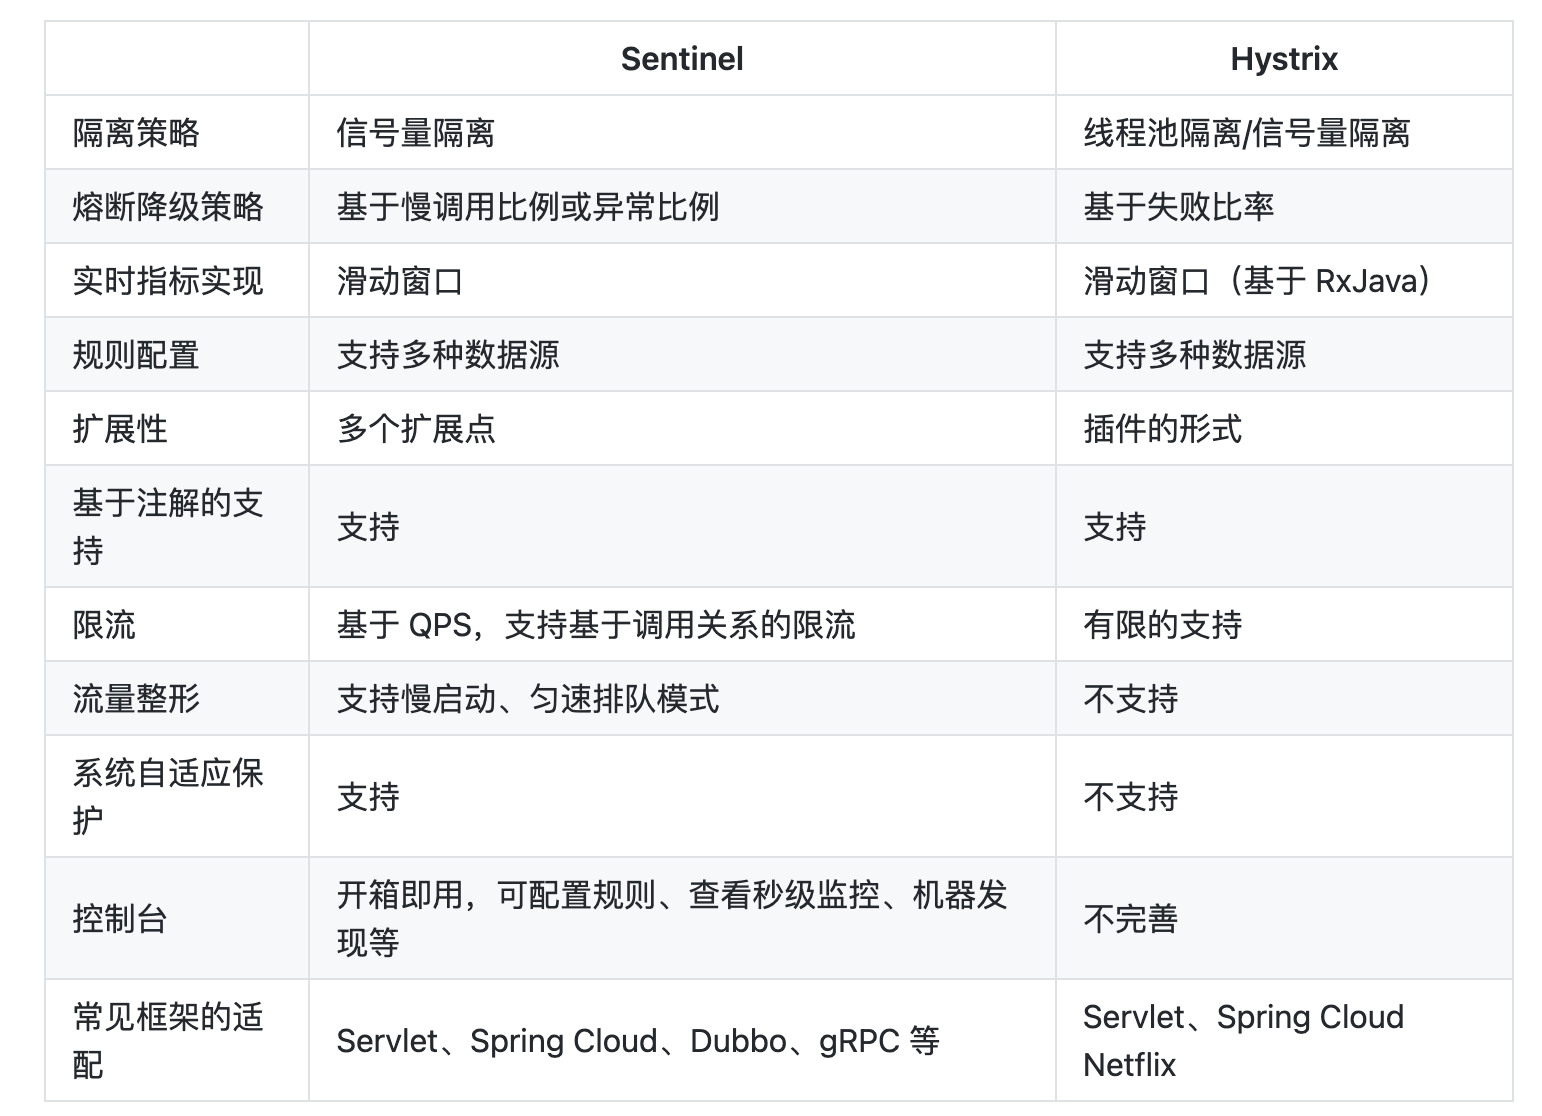 Sentinel Hystrix
隔离策略 信号量隔离 线程池隔离/信号量隔离
熔断降级策略 基于慢调用比例或异常比例 基于失败比率
实时指标实现 滑动窗口 滑动窗口（基于 RxJava）
规则配置 支持多种数据源 支持多种数据源
扩展性 多个扩展点 插件的形式
基于注解的支
持
支持 支持
限流 基于 QPS，支持基于调用关系的限流 有限的支持
流量整形 支持慢启动、匀速排队模式 不支持
系统自适应保
护
支持 不支持
控制台
开箱即用，可配置规则、查看秒级监控、机器发
现等
不完善
常见框架的适
配
Servlet、Spring Cloud、Dubbo、gRPC 等
Servlet、Spring Cloud
Netflix